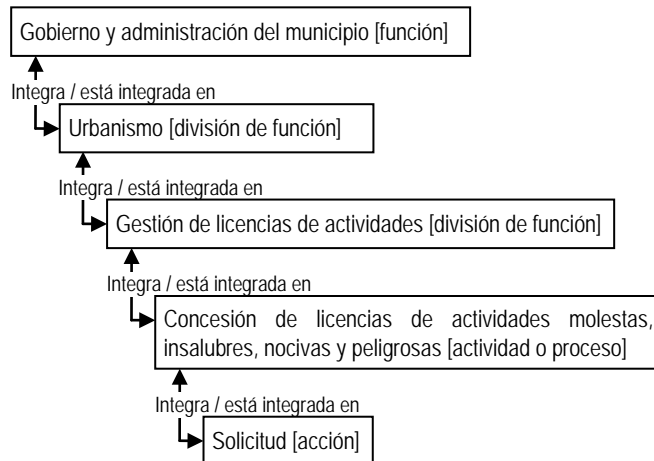 Gobierno y administración del municipio [función]
Integra / está integrada en
Urbanismo [división de función]
Integra / está integrada en
Gestión de licencias de actividades [división de función]
Integra / está integrada en
Concesión de licencias de actividades molestas,
insalubres, nocivas y peligrosas [actividad o proceso]
Integra / está integrada en
Solicitud [acción]